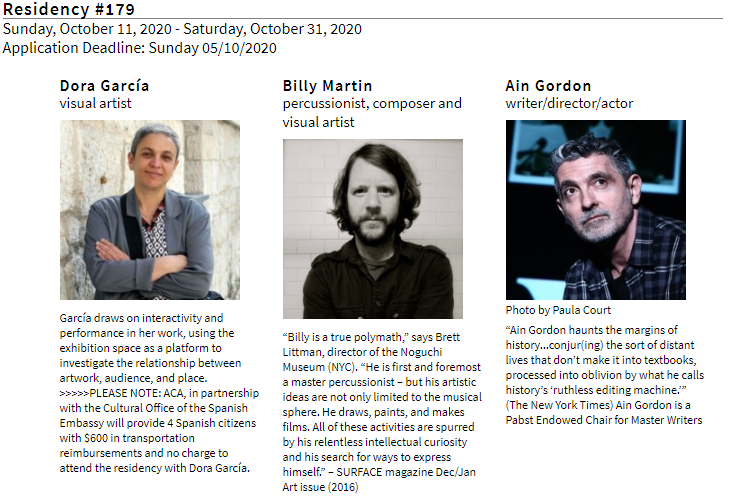 Residency #179
Sunday, October 11, 2020 - Saturday, October 31, 2020
Application Deadline: Sunday 05/10/2020
Dora García
visual artist
García draws on interactivity and
performance in her work, using the
exhibition space as a platform to
investigate the relationship between
artwork, audience, and place.
>>>>>PLEASE NOTE: ACA, in partnership
with the Cultural Office of the Spanish
Embassy will provide 4 Spanish citizens
with $600 in transportation
reimbursements and no charge to
attend the residency with Dora García.
Billy Martin
percussionist, composer and
visual artist
“Billy is a true polymath,” says Brett
Littman, director of the Noguchi
Museum (NYC). “He is first and foremost
a master percussionist – but his artistic
ideas are not only limited to the musical
sphere. He draws, paints, and makes
films. All of these activities are spurred
by his relentless intellectual curiosity
and his search for ways to express
himself.” – SURFACE magazine Dec/Jan
Art issue (2016)
Ain Gordon
writer/director/actor
Photo by Paula Court
“Ain Gordon haunts the margins of
history...conjur(ing) the sort of distant
lives that don’t make it into textbooks,
processed into oblivion by what he calls
history’s ‘ruthless editing machine.’”
(The New York Times) Ain Gordon is a
Pabst Endowed Chair for Master Writers